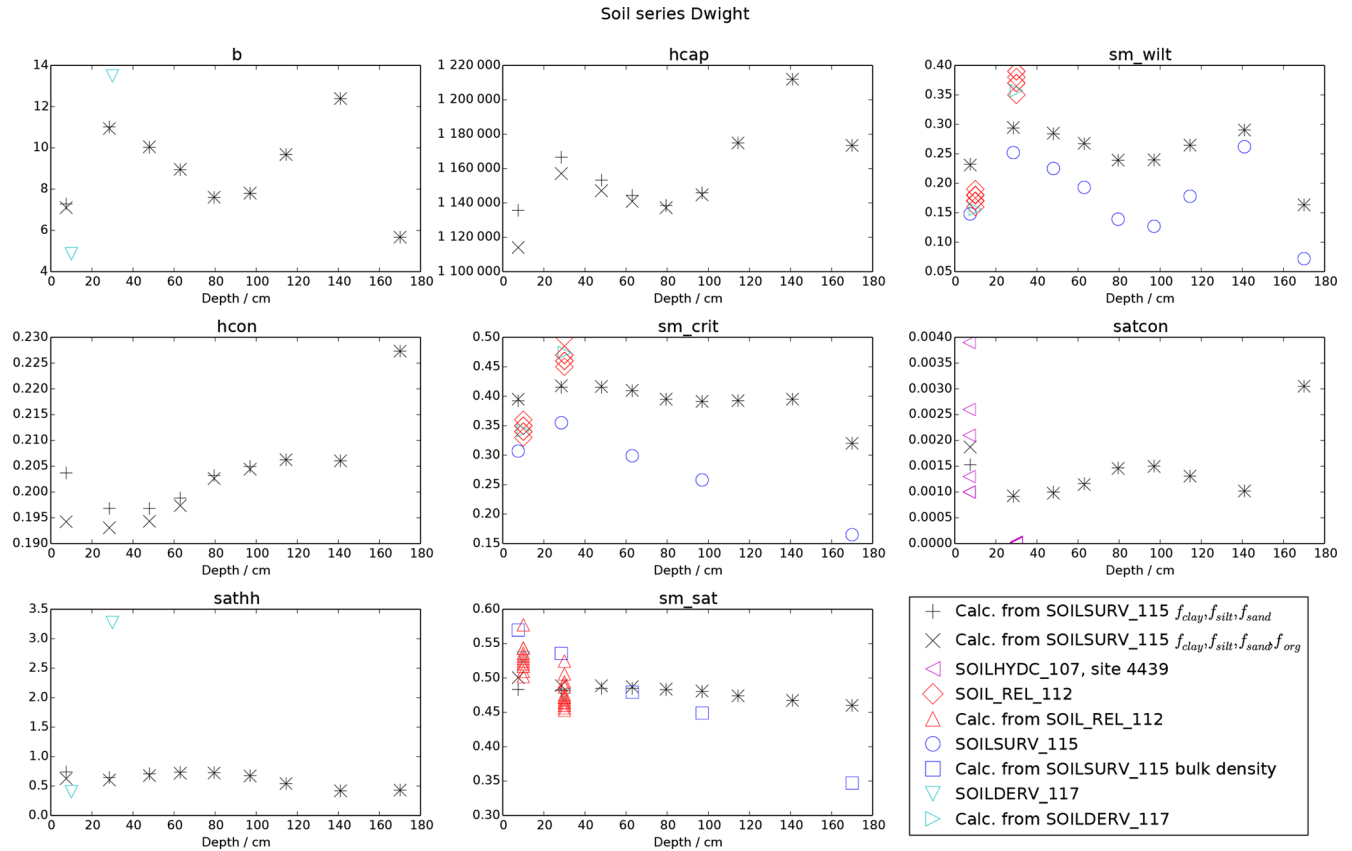 Soil series Dwight
b
14
12
10
8
6
4
0 20 40 60 80 100 120 140 160 180
Depth / cm
hcap
1 220 000
1 200 000
1 180 000
1 160 000
1 140 000
1 120 000
1 100 000
0 20 40 60 80 100 120 140 160 180
Depth / cm
sm_wilt
0.40
0.35
0.30
0.25
0.20
0.15
0.10
0.05
0 20 40 60 80 100 120 140 160 180
Depth / cm
hcon
0.230
0.225
0.220
0.215
0.210
0.205
0.200
0.195
0.190
0 20 40 60 80 100 120 140 160 180
Depth / cm
sm_crit
0.50
0.45
0.40
0.35
0.30
0.25
0.20
0.15
0 20 40 60 80 100 120 140 160 180
Depth / cm
satcon
0.0040
0.0035
0.0030
0.0025
0.0020
0.0015
0.0010
0.0005
0.0000
0 20 40 60 80 100 120 140 160 180
Depth / cm
sathh
3.5
3.0
2.5
2.0
1.5
1.0
0.5
0.0
0 20 40 60 80 100 120 140 160 180
Depth / cm
sm_sat
0.60
0.55
0.50
0.45
0.40
0.35
0.30
0 20 40 60 80 100 120 140 160 180
Depth / cm
Calc. from SOILSURV_115 f_clay, f_silt, f_sand
Calc. from SOILSURV_115 f_clay, f_silt, f_sand, f_org
SOILHYDC_107, site 4439
SOIL_REL_112
Calc. from SOIL_REL_112
SOILSURV_115
Calc. from SOILSURV_115 bulk density
SOILDERV_117
Calc. from SOILDERV_117